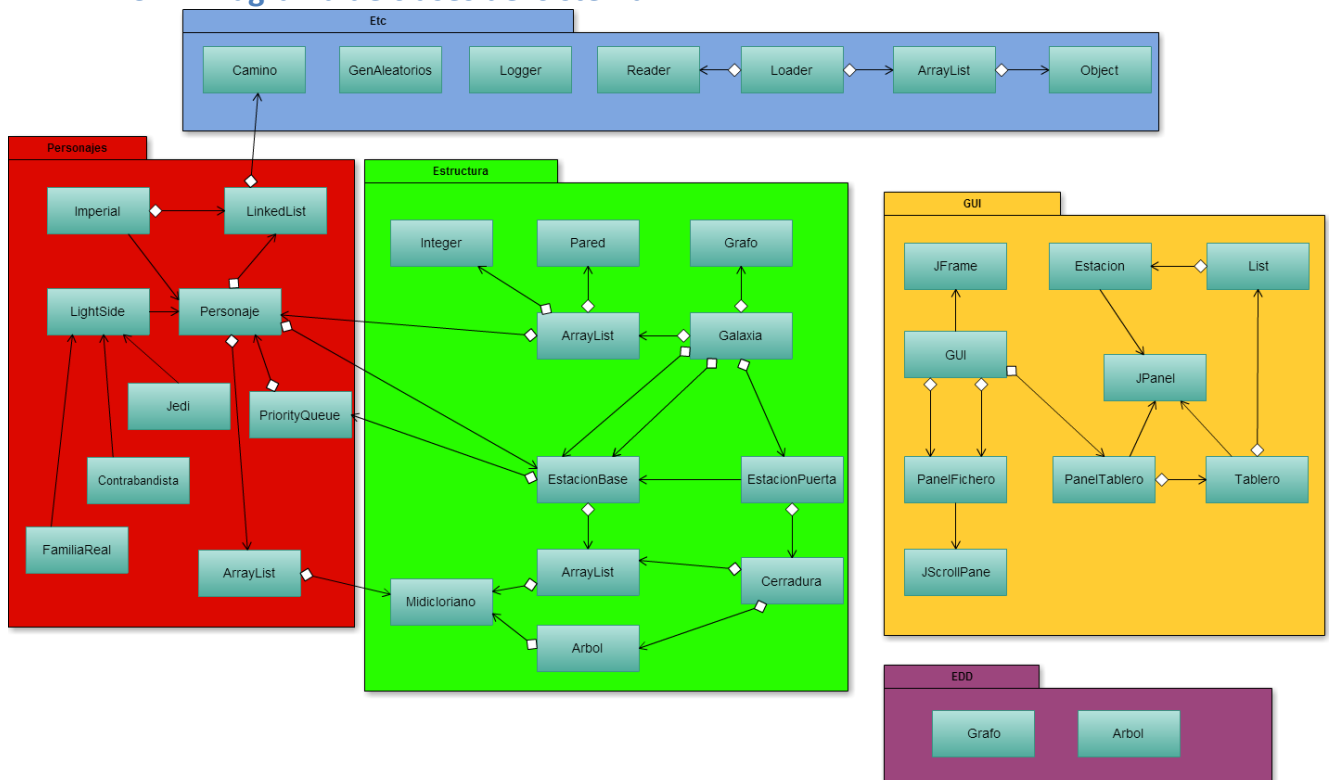 Etc
Camino
GenAleatorios
Logger
Reader
Loader
ArrayList
Object
Personajes
Imperial
LinkedList
LightSide
Personaje
Jedi
PriorityQueue
Contrabandista
FamiliaReal
ArrayList
Estructura
Integer
Pared
Grafo
ArrayList
Galaxia
EstacionBase
EstacionPuerta
ArrayList
Cerradura
Midicloriano
Arbol
GUI
JFrame
Estacion
List
GUI
JPanel
PanelFichero
PanelTablero
Tablero
JScrollPane
EDD
Grafo
Arbol